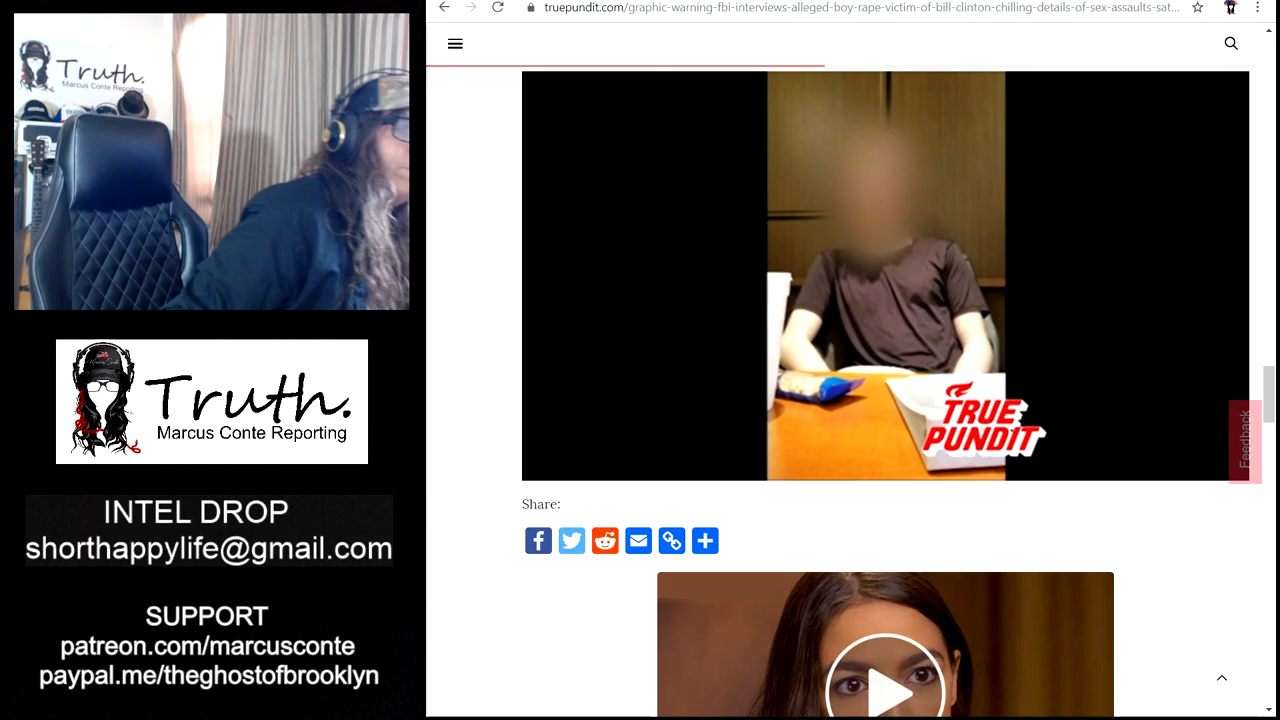 Truth.
Marcus Conte Reporting
truepundit.com/graphic-warning-fbi-interviews-alleged-boy-rape-victim-of-bill-clinton-chilling-details-of-sex-assaults-sat...
TRUE
PUNDIT
Feedback
Share:
Truth.
Marcus Conte Reporting
INTEL DROP
shorthappylife@gmail.com
SUPPORT
patreon.com/marcusconte
paypal.me/theghostofbrooklyn